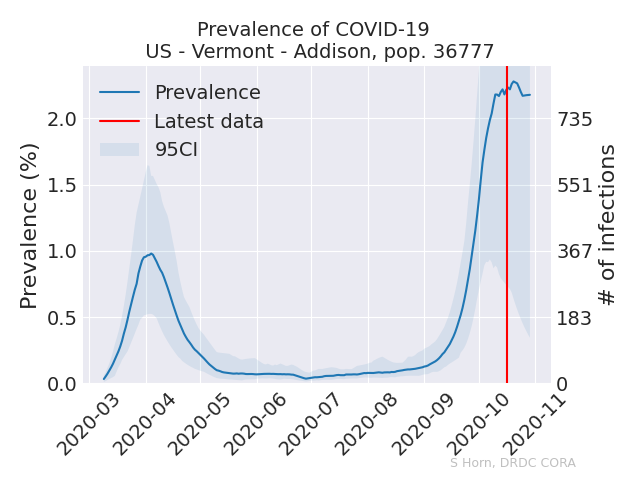 Prevalence of COVID-19
US - Vermont - Addison, pop. 36777
Prevalence
Latest data
95CI
Prevalence (%)
2.0
1.5
1.0
0.5
0.0
735
551
367
183
0
# of infections
2020-03
2020-04
2020-05
2020-06
2020-07
2020-08
2020-09
2020-10
2020-11
S Horn, DRDC CORA